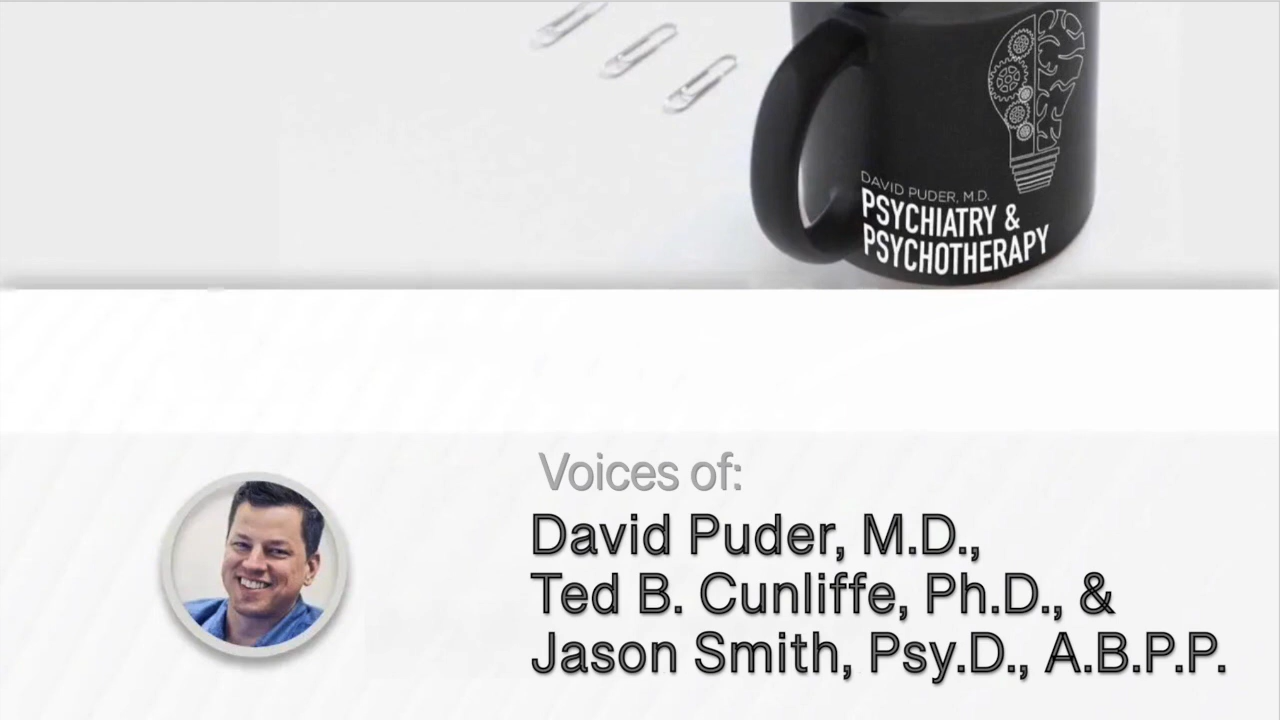 DAVID PUDER, M.D.
PSYCHIATRY &
PSYCHOTHERAPY
Voices of:
David Puder, M.D.,
Ted B. Cunliffe, Ph.D., &
Jason Smith, Psy.D., A.B.P.P.